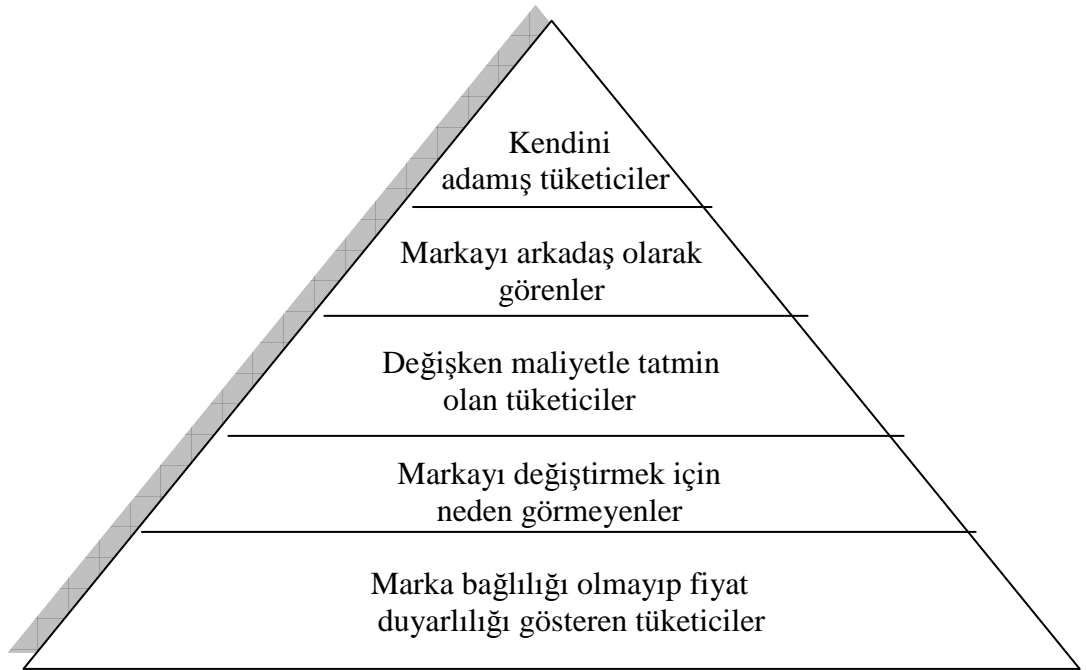 Kendini
adamış tüketiciler
Markayı arkadaş olarak
görenler
Değişken maliyetle tatmin
olan tüketiciler
Markayı değiştirmek için
neden görmeyenler
Marka bağlılığı olmayıp fiyat
duyarlılığı gösteren tüketiciler